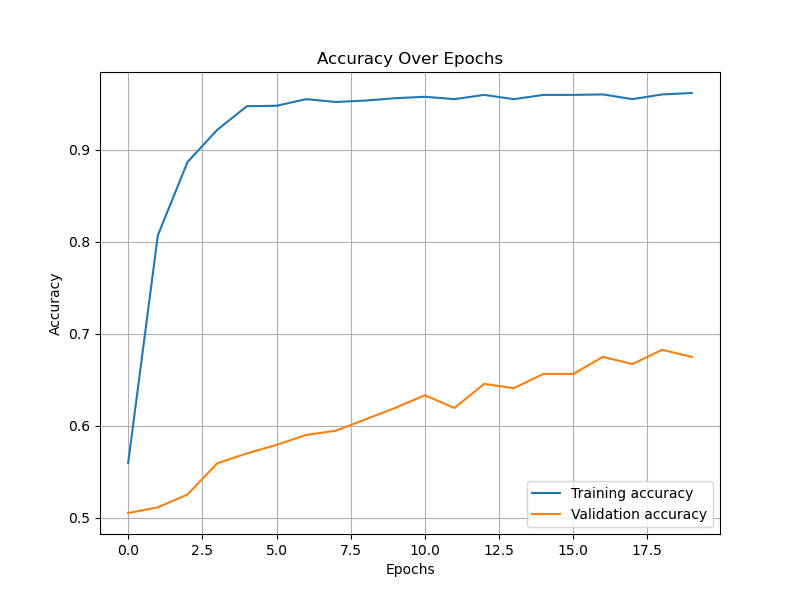 Accuracy Over Epochs
Accuracy
0.9
0.8
0.7
0.6
0.5
Training accuracy
Validation accuracy
0.0 2.5 5.0 7.5 10.0 12.5 15.0 17.5
Epochs